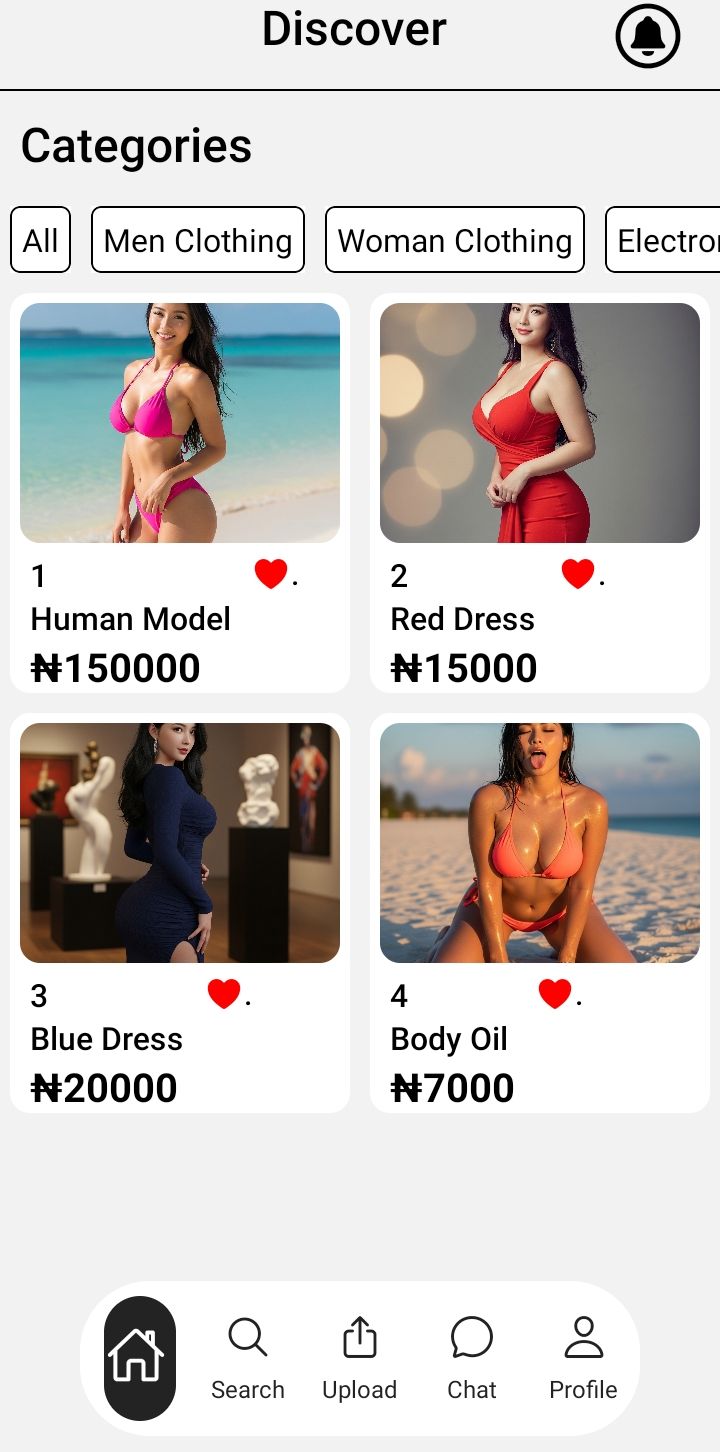 Discover
Categories
All
Men Clothing
Woman Clothing
Electror
1
.
Human Model
₦150000
2
.
Red Dress
₦15000
3
.
Blue Dress
₦20000
4
.
Body Oil
₦7000
Search
Upload
Chat
Profile